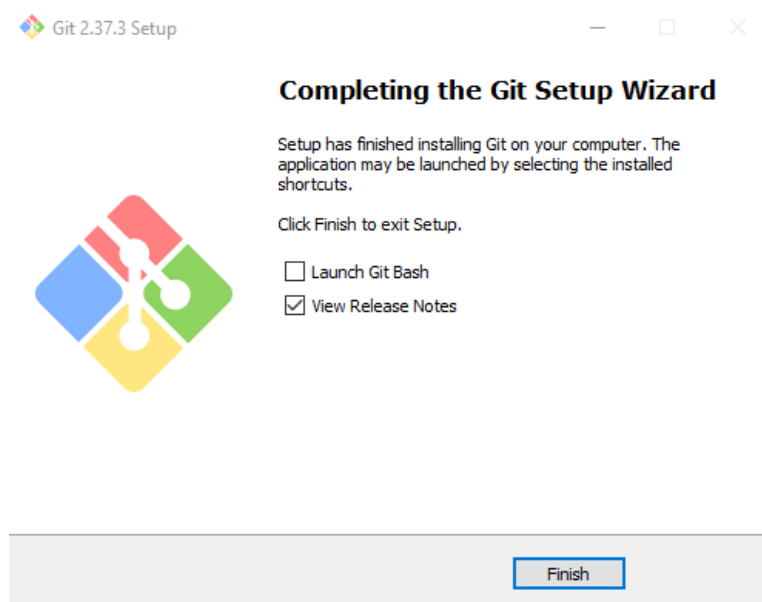 Git 2.37.3 Setup
Completing the Git Setup Wizard
Setup has finished installing Git on your computer. The
application may be launched by selecting the installed
shortcuts.
Click Finish to exit Setup.
Launch Git Bash
View Release Notes
Finish